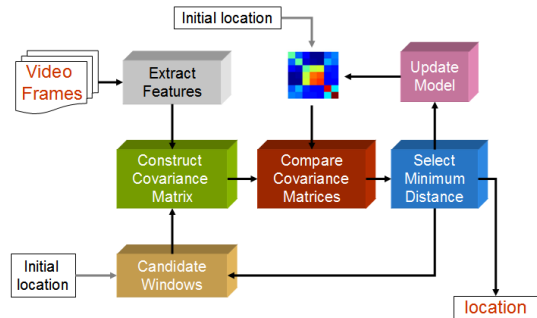 Initial location
Video
Frames
Extract
Features
Update
Model
Construct
Covariance
Matrix
Compare
Covariance
Matrices
Select
Minimum
Distance
Initial
location
Candidate
Windows
location